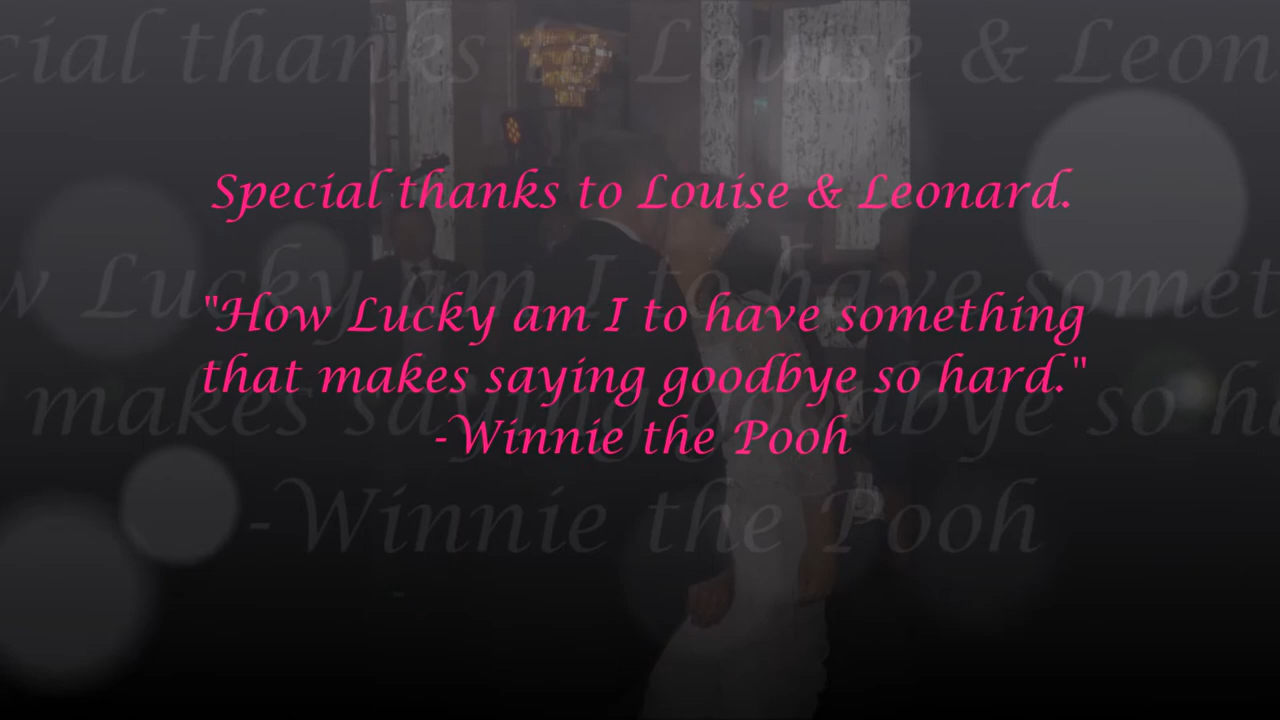 Special thanks to Louise & Leonard.
"How Lucky am I to have something
that makes saying goodbye so hard."
-Winnie the Pooh